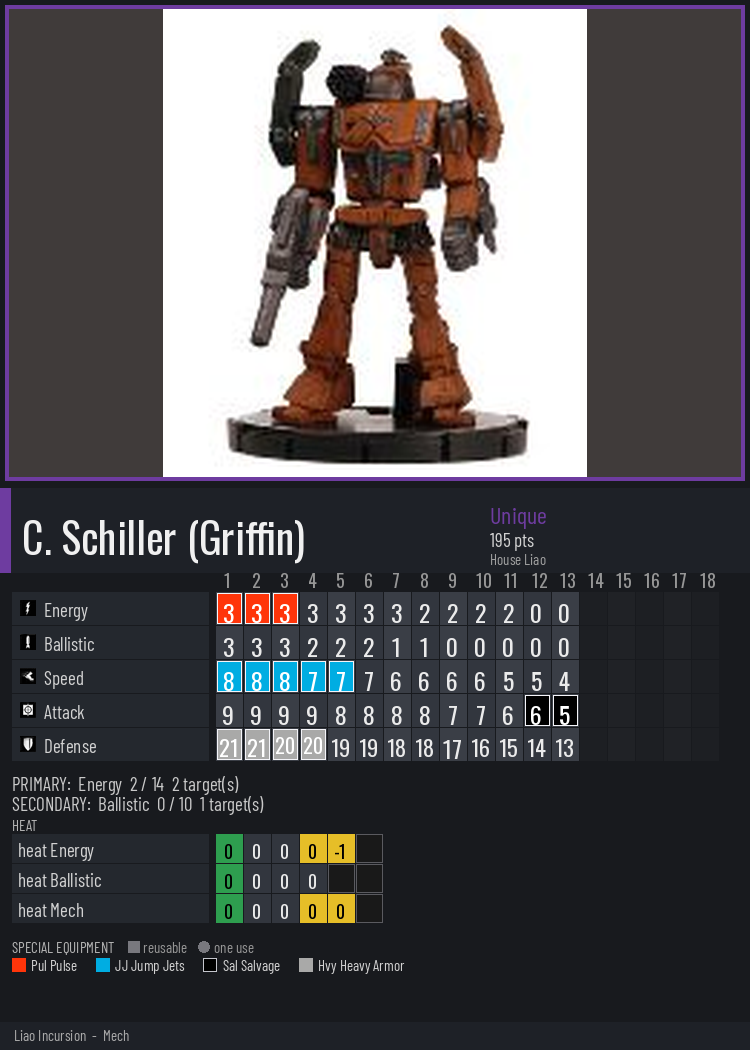 C. Schiller (Griffin)
Unique
195 pts
House Liao
1 2 3 4 5 6 7 8 9 10 11 12 13 14 15 16 17 18
Energy 3 3 3 3 3 3 3 2 2 2 2 0 0
Ballistic 3 3 3 2 2 2 1 1 0 0 0 0 0
Speed 8 8 8 7 7 7 6 6 6 6 5 5 4
Attack 9 9 9 9 8 8 8 8 7 7 6 6 5
Defense 21 21 20 20 19 19 18 18 17 16 15 14 13
PRIMARY: Energy 2 / 14 2 target(s)
SECONDARY: Ballistic 0 / 10 1 target(s)
HEAT
heat Energy 0 0 0 0 -1
heat Ballistic 0 0 0 0
heat Mech 0 0 0 0 0
SPECIAL EQUIPMENT reusable one use
Pul Pulse JJ Jump Jets Sal Salvage Hvy Heavy Armor
Liao Incursion - Mech